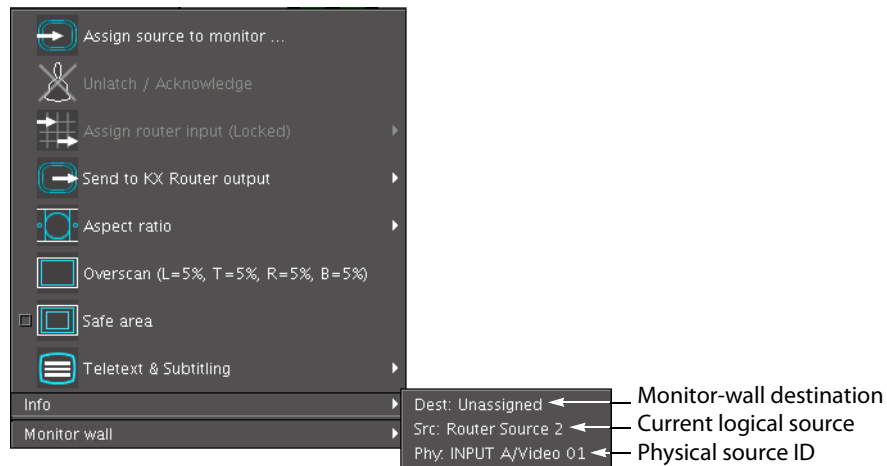 Assign source to monitor ...
Unlatch / Acknowledge
Assign router input (Locked)
Send to KX Router output
Aspect ratio
Overscan (L=5%, T=5%, R=5%, B=5%)
Safe area
Teletext & Subtitling
Info
Monitor wall
Dest: Unassigned
Src: Router Source 2
Phy: INPUT A/Video 01
Monitor-wall destination
Current logical source
Physical source ID